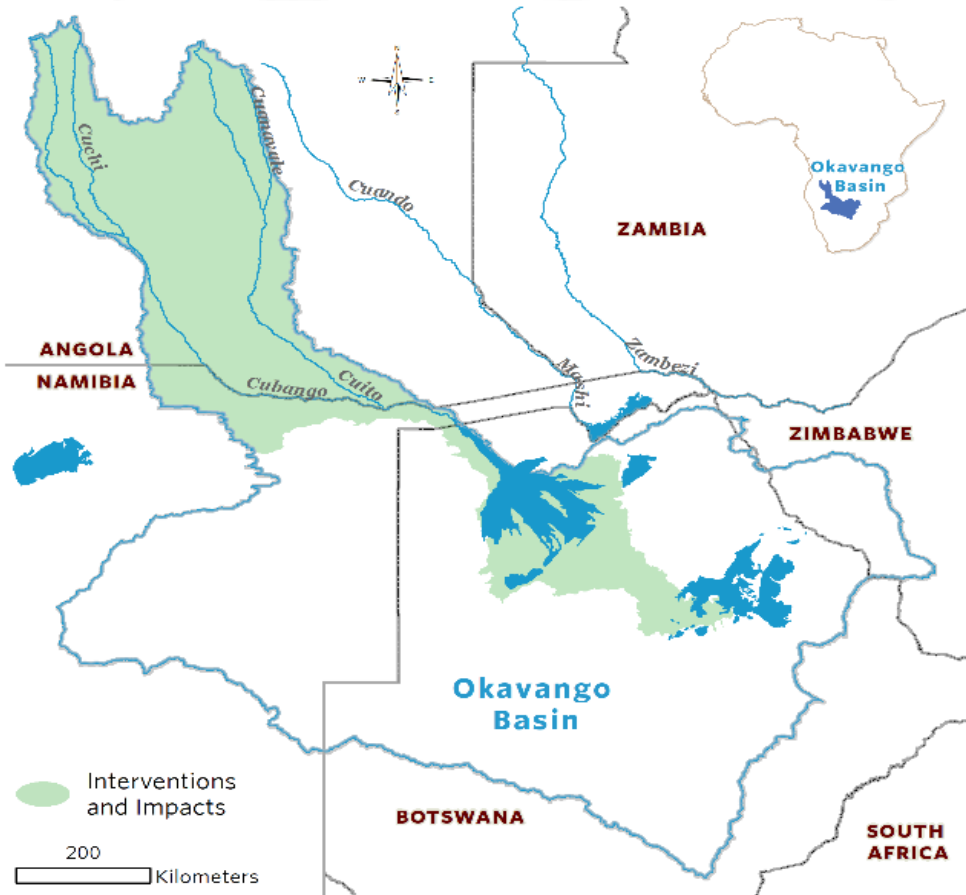 Cuchi
Cuanavale
Cuando
ZAMBIA
Okavango
Basin
ANGOLA
NAMIBIA
Cubango
Cuito
Mashi
Zambezi
ZIMBABWE
Okavango
Basin
Interventions
and Impacts
BOTSWANA
SOUTH
AFRICA
200
Kilometers